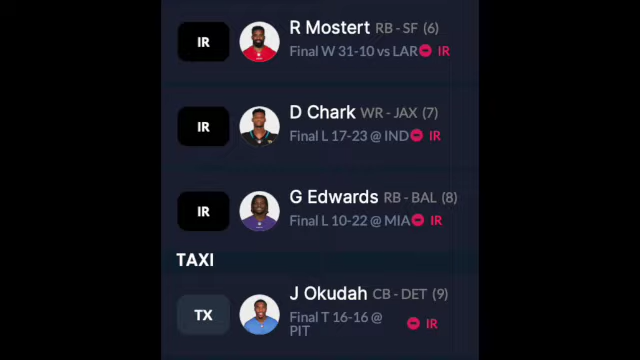 R Mostert RB - SF (6)
IR
Final W 31-10 vs LAR IR
D Chark WR - JAX (7)
IR
Final L 17-23 @ IND IR
G Edwards RB - BAL (8)
IR
Final L 10-22 @ MIA IR
TAXI
J Okudah CB - DET (9)
TX
Final T 16-16 @ IR
PIT